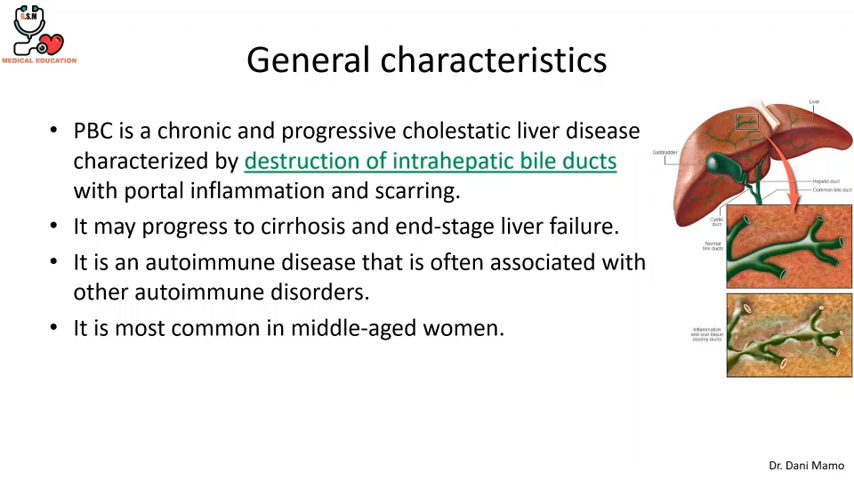 D.S.M
MEDICAL EDUCATION
General characteristics
• PBC is a chronic and progressive cholestatic liver disease
characterized by destruction of intrahepatic bile ducts
with portal inflammation and scarring.
• It may progress to cirrhosis and end-stage liver failure.
• It is an autoimmune disease that is often associated with
other autoimmune disorders.
• It is most common in middle-aged women.
Liver
Gallbladder
Hepatic duct
Common bile duct
Cystic
duct
Normal
bile ducts
Inflammation
and scar tissue
destroy ducts
Dr. Dani Mamo